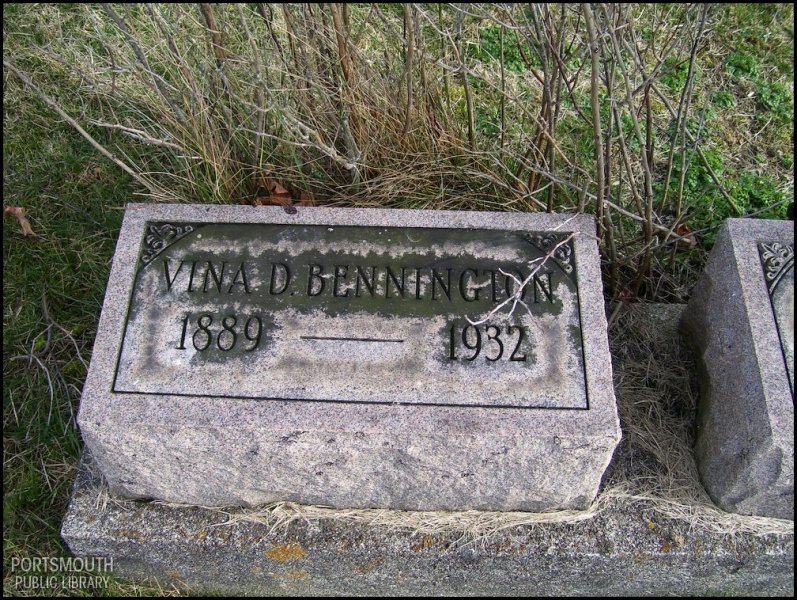 VINA D. BENNINGTON
1889 — 1932
PORTSMOUTH
PUBLIC LIBRARY